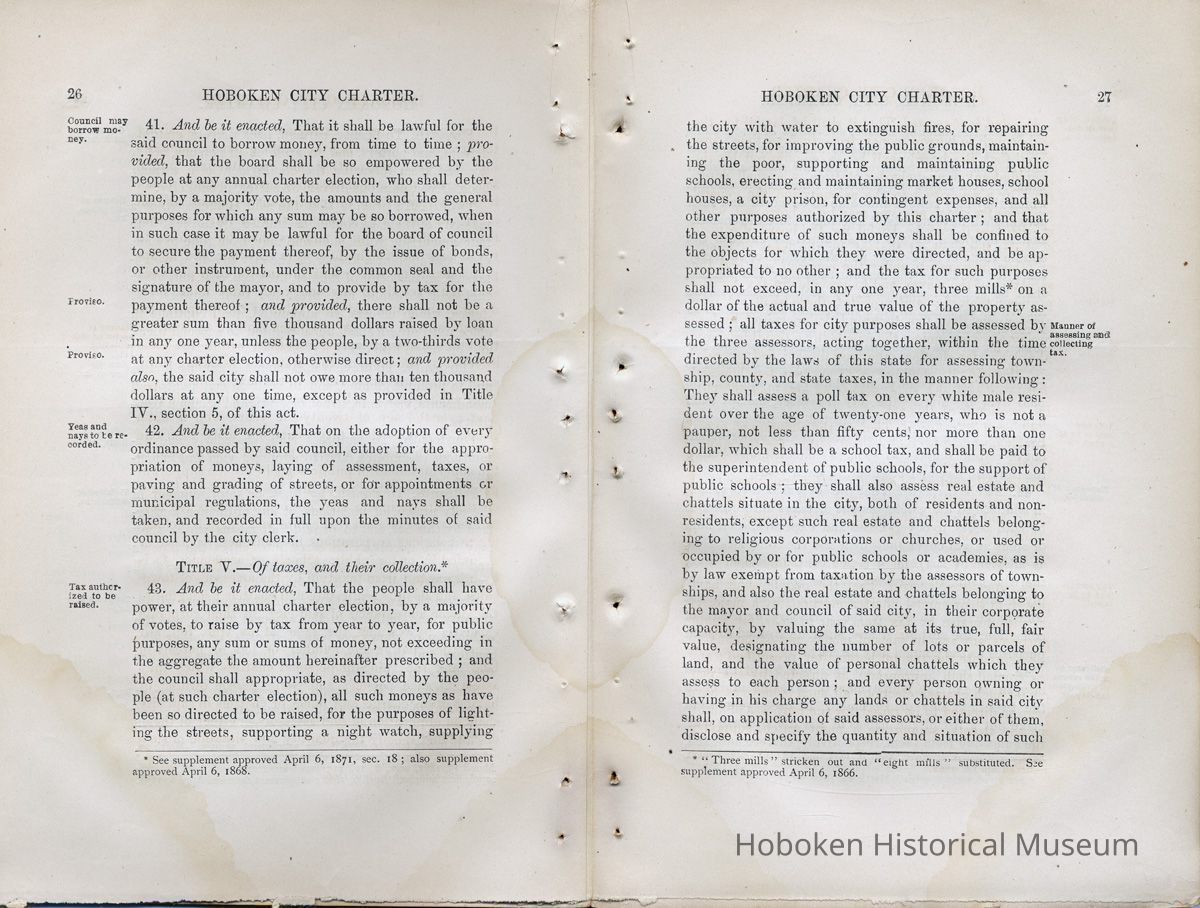 26
HOBOKEN CITY CHARTER.
Council may
borrow mo-
ney.
41. And be it enacted, That it shall be lawful for the
said council to borrow money, from time to time ; pro-
vided, that the board shall be so empowered by the
people at any annual charter election, who shall deter-
mine, by a majority vote, the amounts and the general
purposes for which any sum may be so borrowed, when
in such case it may be lawful for the board of council
to secure the payment thereof, by the issue of bonds,
or other instrument, under the common seal and the
signature of the mayor, and to provide by tax for the
Proviso.
payment thereof ; and provided, there shall not be a
greater sum than five thousand dollars raised by loan
in any one year, unless the people, by a two-thirds vote
Proviso.
at any charter election, otherwise direct ; and provided
also, the said city shall not owe more than ten thousand
dollars at any one time, except as provided in Title
IV., section 5, of this act.
Yeas and
nays to be re-
corded.
42. And be it enacted, That on the adoption of every
ordinance passed by said council, either for the appro-
priation of moneys, laying of assessment, taxes, or
paving and grading of streets, or for appointments or
municipal regulations, the yeas and nays shall be
taken, and recorded in full upon the minutes of said
council by the city clerk.
TITLE V.—Of taxes, and their collection.*
Tax author-
ized to be
raised.
43. And be it enacted, That the people shall have
power, at their annual charter election, by a majority
of votes, to raise by tax from year to year, for public
purposes, any sum or sums of money, not exceeding in
the aggregate the amount hereinafter prescribed ; and
the council shall appropriate, as directed by the peo-
ple (at such charter election), all such moneys as have
been so directed to be raised, for the purposes of light-
ing the streets, supporting a night watch, supplying
* See supplement approved April 6, 1871, sec. 18 ; also supplement
approved April 6, 1868.
HOBOKEN CITY CHARTER.
27
the city with water to extinguish fires, for repairing
the streets, for improving the public grounds, maintain-
ing the poor, supporting and maintaining public
schools, erecting and maintaining market houses, school
houses, a city prison, for contingent expenses, and all
other purposes authorized by this charter ; and that
the expenditure of such moneys shall be confined to
the objects for which they were directed, and be ap-
propriated to no other ; and the tax for such purposes
shall not exceed, in any one year, three mills* on a
dollar of the actual and true value of the property as-
sessed ; all taxes for city purposes shall be assessed by
Manner of
assessing and
collecting
tax.
the three assessors, acting together, within the time
directed by the laws of this state for assessing town-
ship, county, and state taxes, in the manner following :
They shall assess a poll tax on every white male resi-
dent over the age of twenty-one years, who is not a
pauper, not less than fifty cents, nor more than one
dollar, which shall be a school tax, and shall be paid to
the superintendent of public schools, for the support of
public schools ; they shall also assess real estate and
chattels situate in the city, both of residents and non-
residents, except such real estate and chattels belong-
ing to religious corporations or churches, or used or
occupied by or for public schools or academies, as is
by law exempt from taxation by the assessors of town-
ships, and also the real estate and chattels belonging to
the mayor and council of said city, in their corporate
capacity, by valuing the same at its true, full, fair
value, designating the number of lots or parcels of
land, and the value of personal chattels which they
assess to each person ; and every person owning or
having in his charge any lands or chattels in said city
shall, on application of said assessors, or either of them,
disclose and specify the quantity and situation of such
* " Three mills " stricken out and "eight mills " substituted. See
supplement approved April 6, 1866.
Hoboken Historical Museum